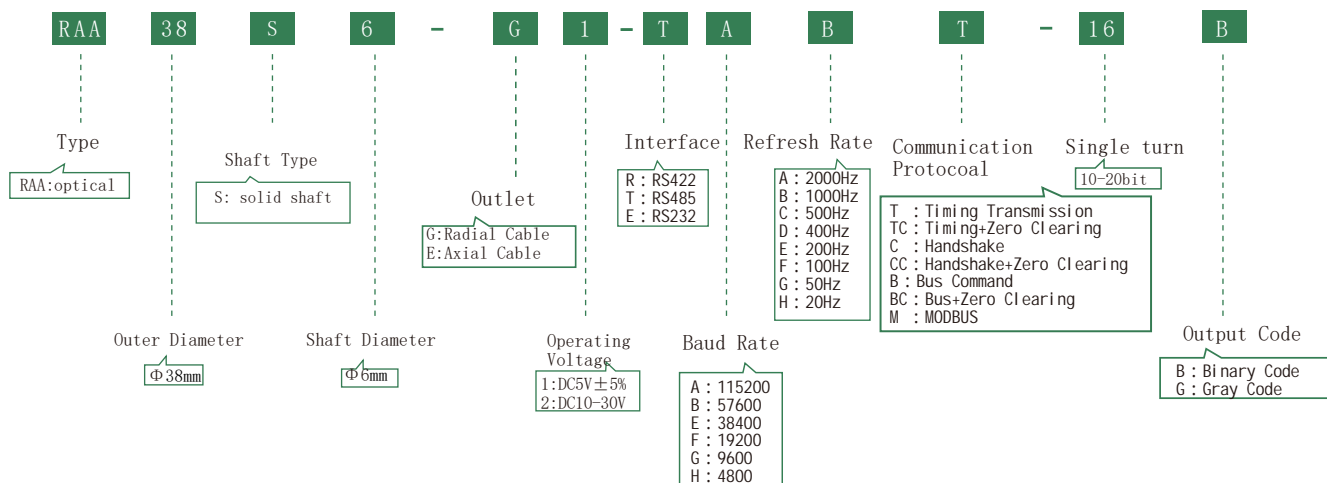 RAA 38 S 6 - G 1 - T A B T - 16 B
Type
RAA:optical
Shaft Type
S: solid shaft
Outlet
G:Radial Cable
E:Axial Cable
Interface
R : RS422
T : RS485
E : RS232
Refresh Rate
A : 2000Hz
B : 1000Hz
C : 500Hz
D : 400Hz
E : 200Hz
F : 100Hz
G : 50Hz
H : 20Hz
Communication
Protocoal
T : Timing Transmission
TC : Timing+Zero Clearing
C : Handshake
CC : Handshake+Zero Clearing
B : Bus Command
BC : Bus+Zero Clearing
M : MODBUS
Single turn
10-20bit
Outer Diameter
Φ38mm
Shaft Diameter
Φ6mm
Operating
Voltage
1:DC5V±5%
2:DC10-30V
Baud Rate
A : 115200
B : 57600
E : 38400
F : 19200
G : 9600
H : 4800
Output Code
B : Binary Code
G : Gray Code